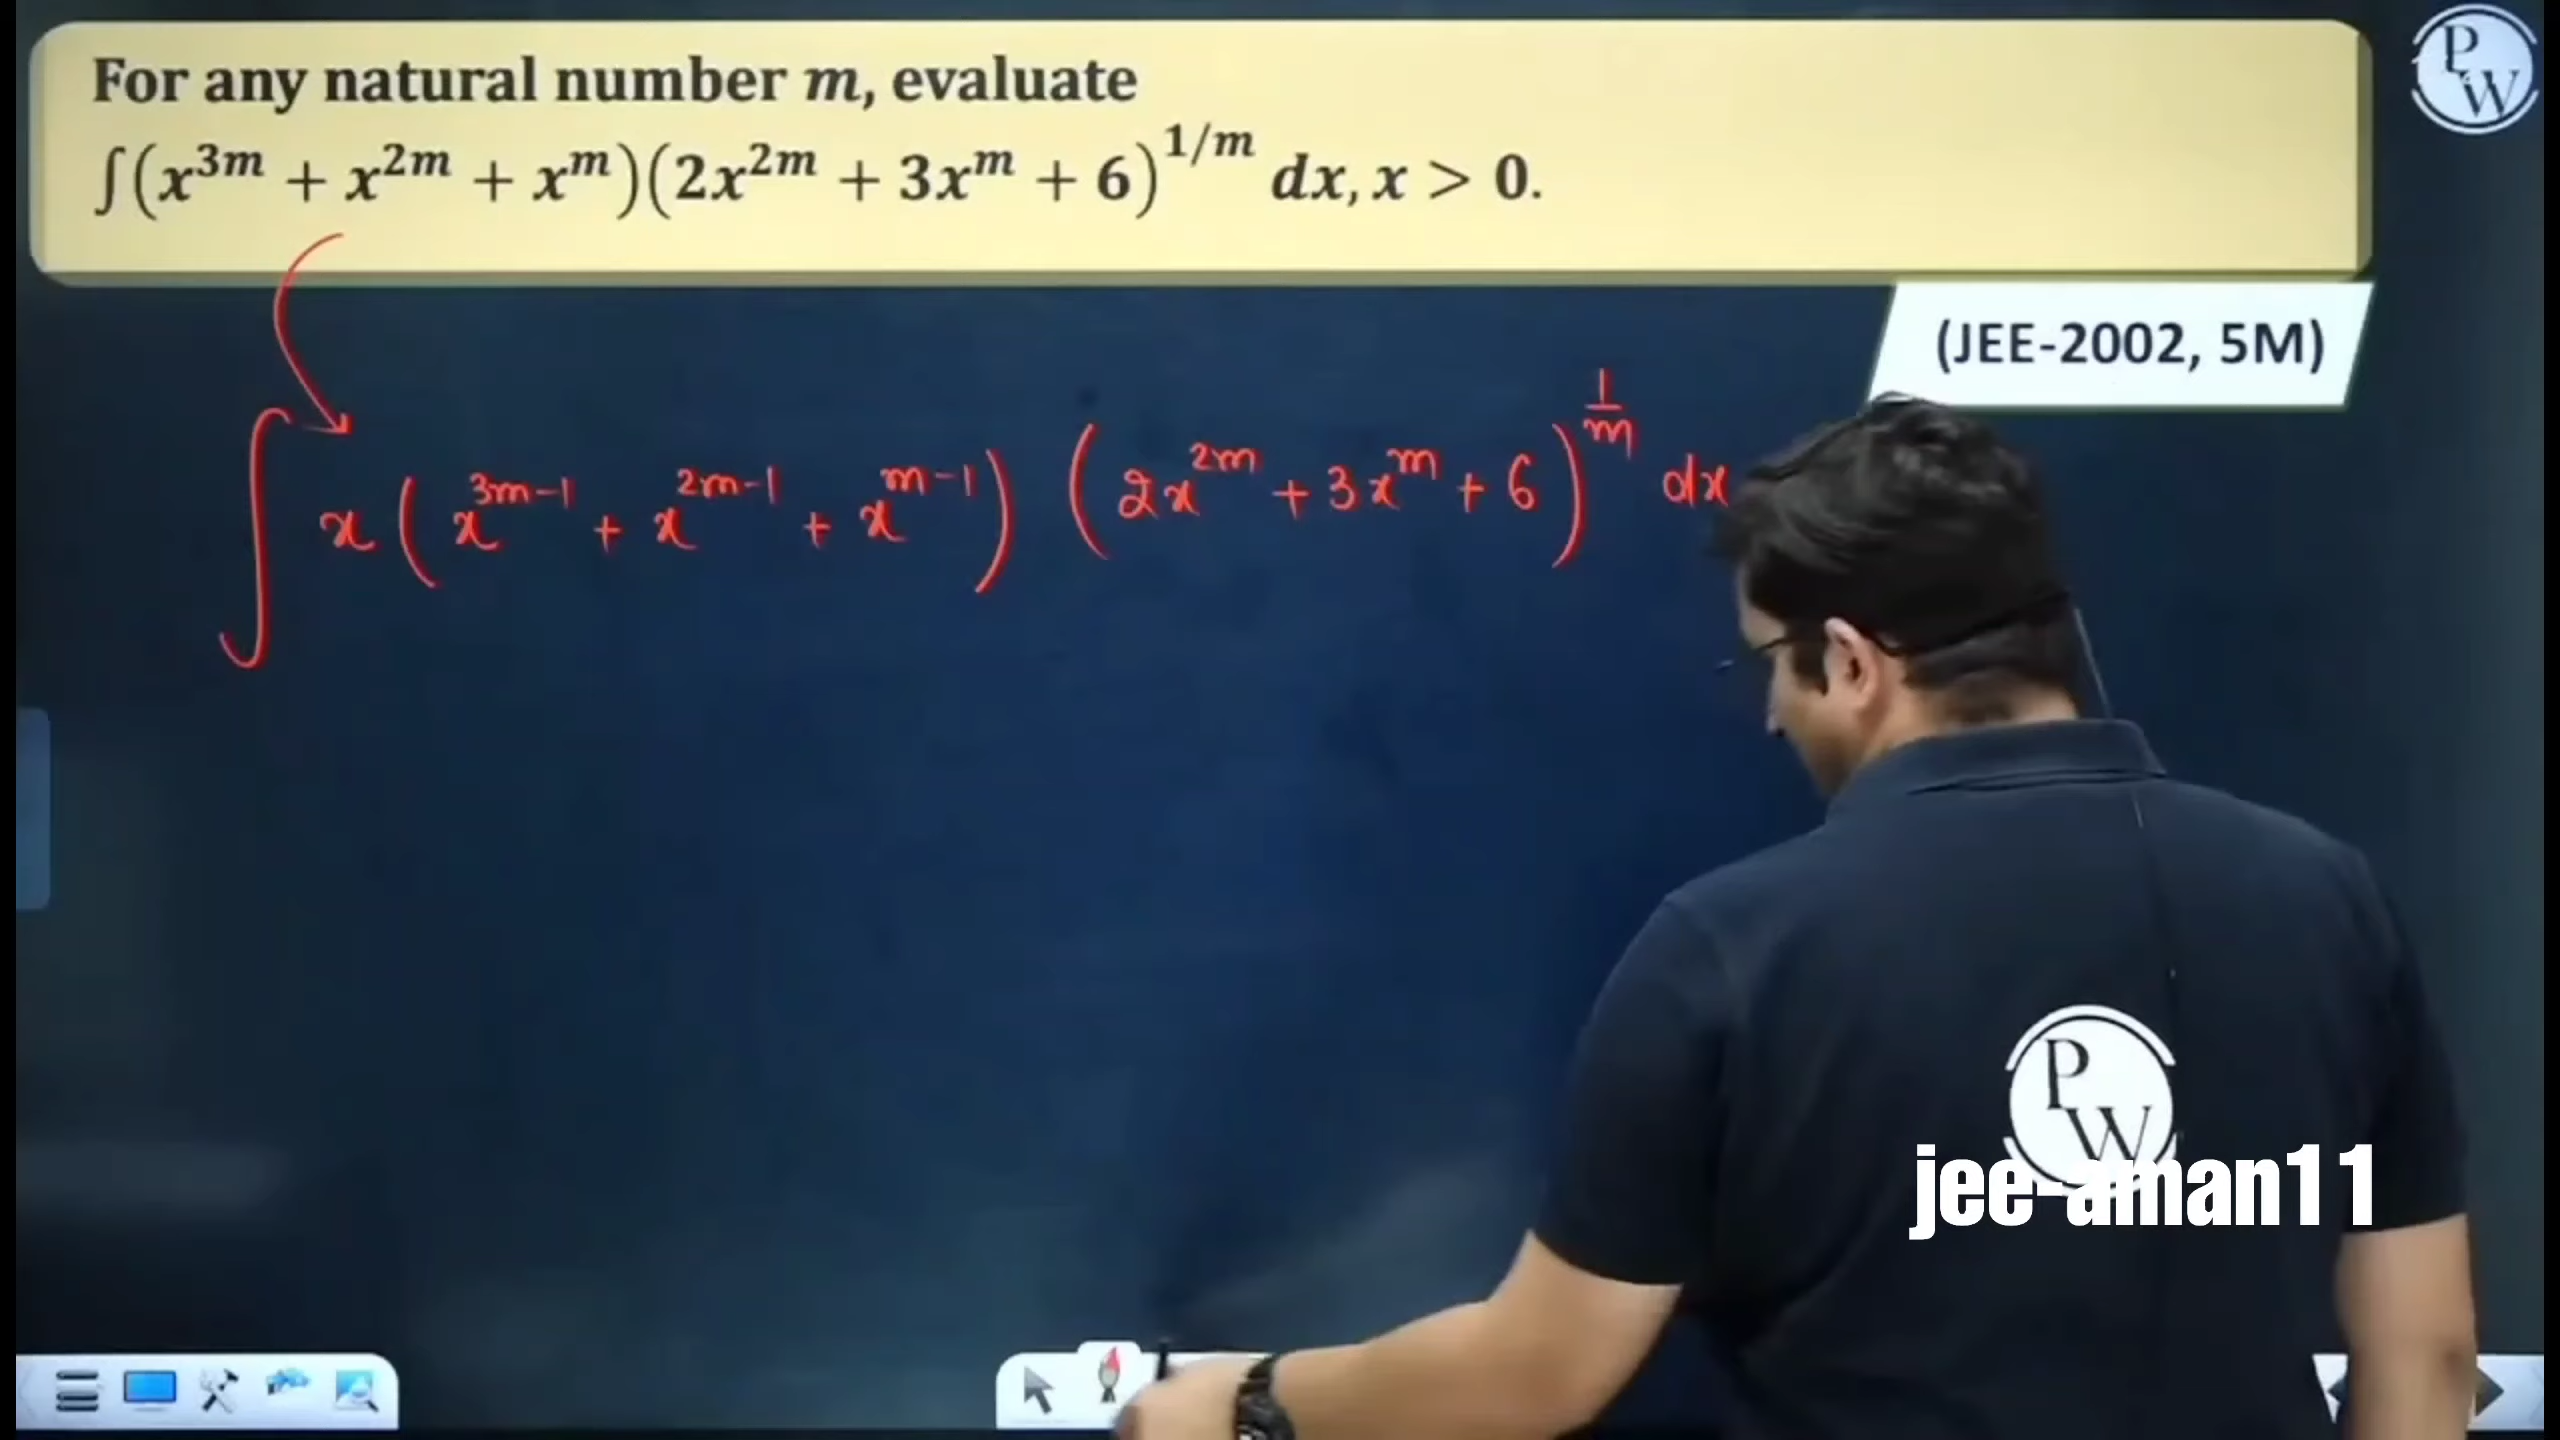 For any natural number m, evaluate
∫(x^{3m} + x^{2m} + x^m)(2x^{2m} + 3x^m + 6)^{1/m} dx, x > 0.
P
W
(JEE-2002, 5M)
∫ x (x^{3m-1} + x^{2m-1} + x^{m-1}) (2x^{2m} + 3x^m + 6)^{1/m} dx
P
W
jee-aman11